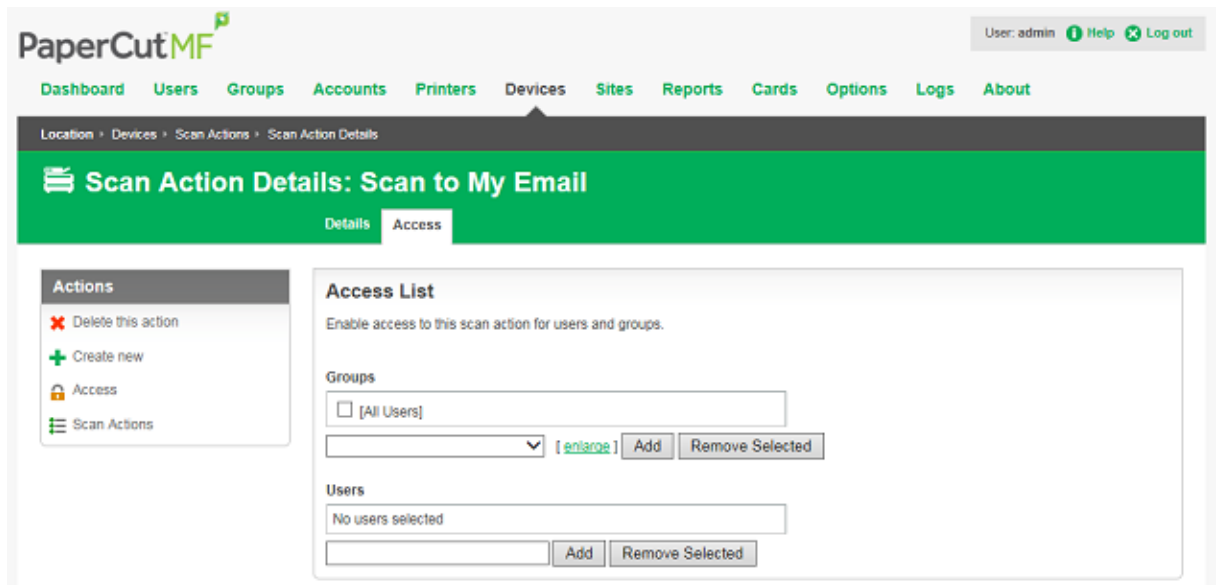 PaperCut MF
User: admin Help Log out
Dashboard Users Groups Accounts Printers Devices Sites Reports Cards Options Logs About
Location › Devices › Scan Actions › Scan Action Details
Scan Action Details: Scan to My Email
Details Access
Actions
Delete this action
Create new
Access
Scan Actions
Access List
Enable access to this scan action for users and groups.
Groups
[All Users]
[ enlarge ] Add Remove Selected
Users
No users selected
Add Remove Selected